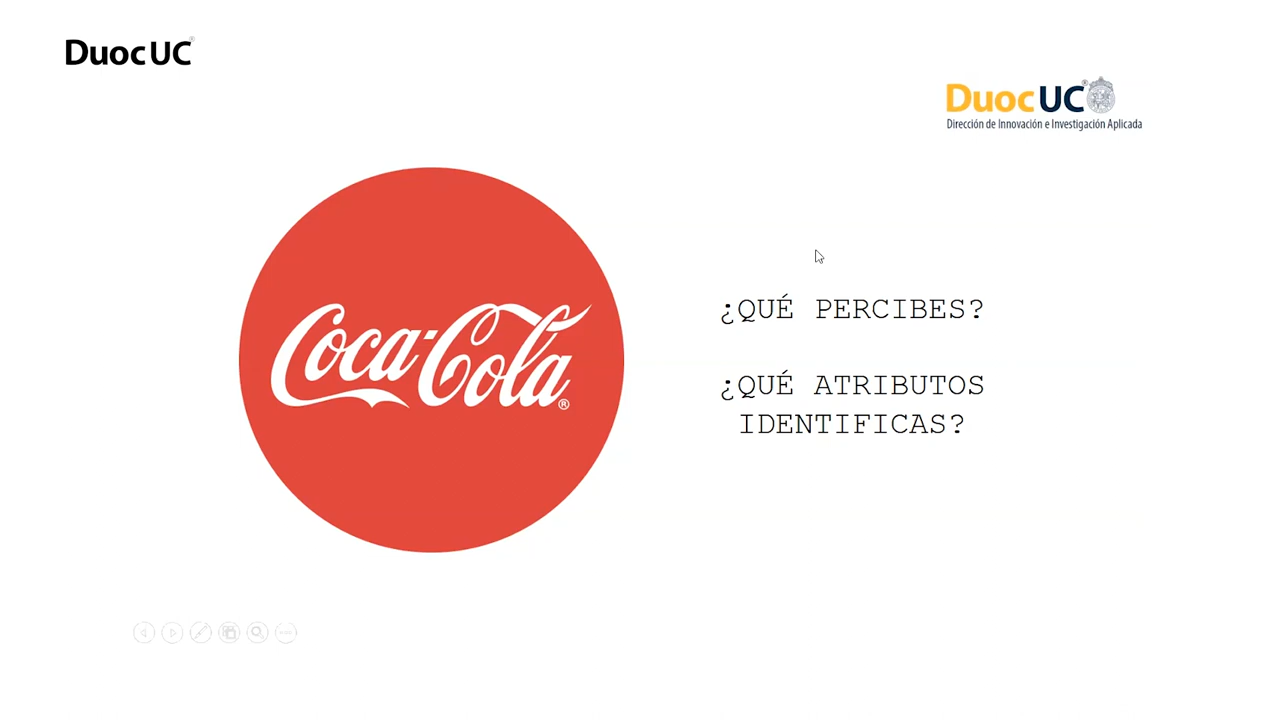 Duoc UC
Duoc UC®
Dirección de Innovación e Investigación Aplicada
Coca-Cola®
¿QUÉ PERCIBES?
¿QUÉ ATRIBUTOS
IDENTIFICAS?